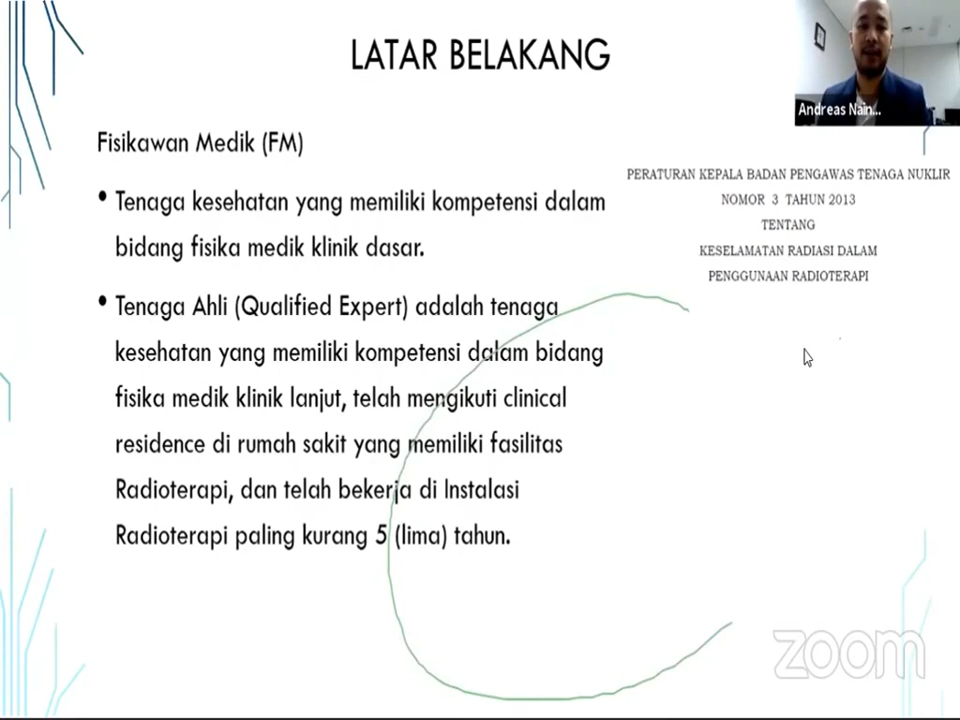 LATAR BELAKANG
Andreas Nain...
Fisikawan Medik (FM)
• Tenaga kesehatan yang memiliki kompetensi dalam
bidang fisika medik klinik dasar.
• Tenaga Ahli (Qualified Expert) adalah tenaga
kesehatan yang memiliki kompetensi dalam bidang
fisika medik klinik lanjut, telah mengikuti clinical
residence di rumah sakit yang memiliki fasilitas
Radioterapi, dan telah bekerja di Instalasi
Radioterapi paling kurang 5 (lima) tahun.
PERATURAN KEPALA BADAN PENGAWAS TENAGA NUKLIR
NOMOR 3 TAHUN 2013
TENTANG
KESELAMATAN RADIASI DALAM
PENGGUNAAN RADIOTERAPI
zoom